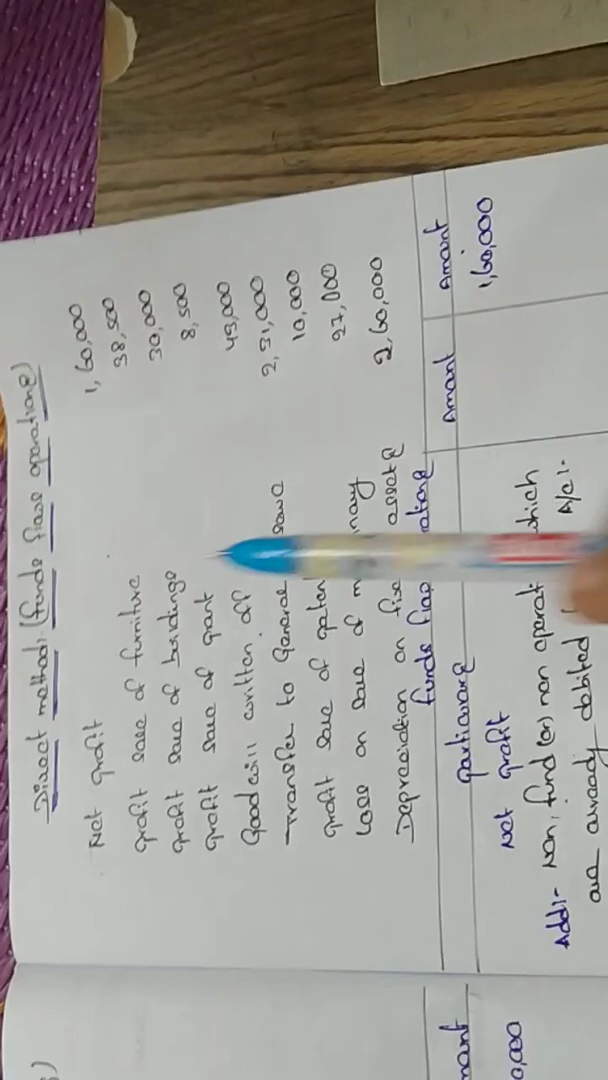 Direct method: (funds flow operations)
Net profit 1,60,000
profit sale of furniture 38,500
profit sale of buildings 30,000
profit sale of plant 8,500
Goodwill written off 45,000
Transfer to General 2,51,000
profit sale of 10,000
Loss on sale of 27,000
Depreciation on assets 2,60,000
funds flow
particulars Amount Amount
Net profit 1,60,000
Add:- Non, fund (or) non which
are already debited A/c:-